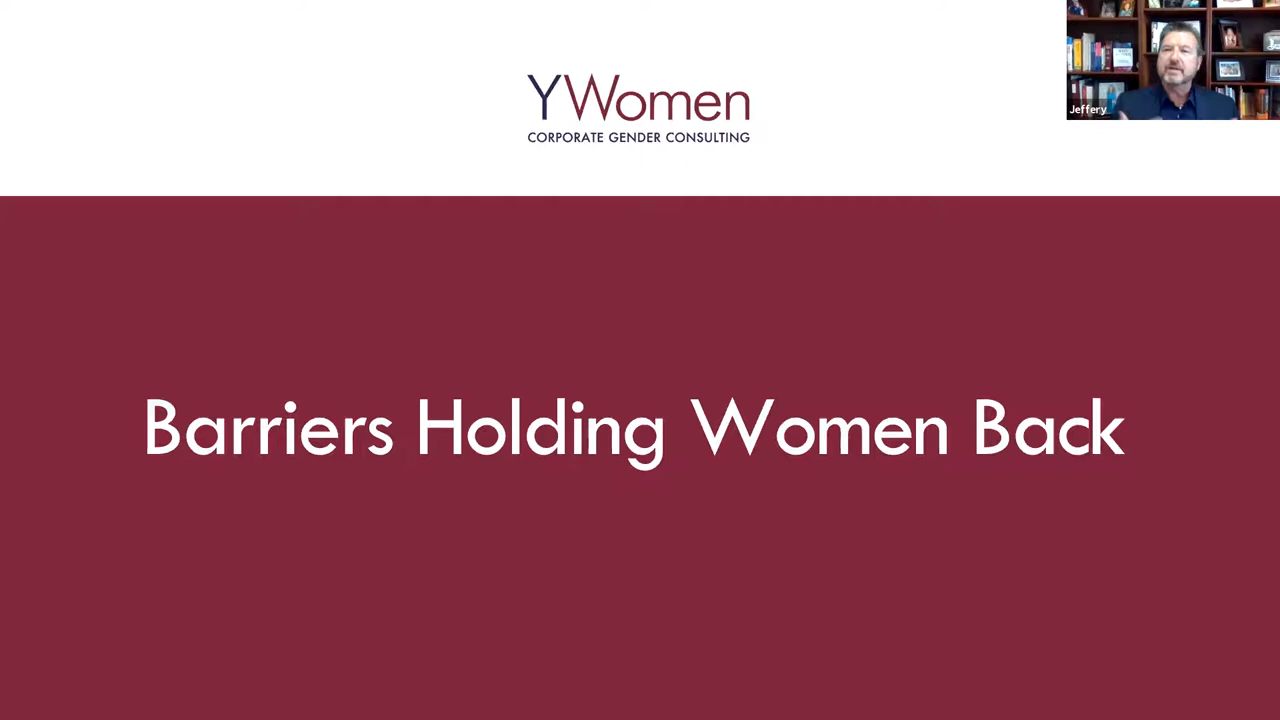 YWomen
CORPORATE GENDER CONSULTING
Jeffery
Barriers Holding Women Back